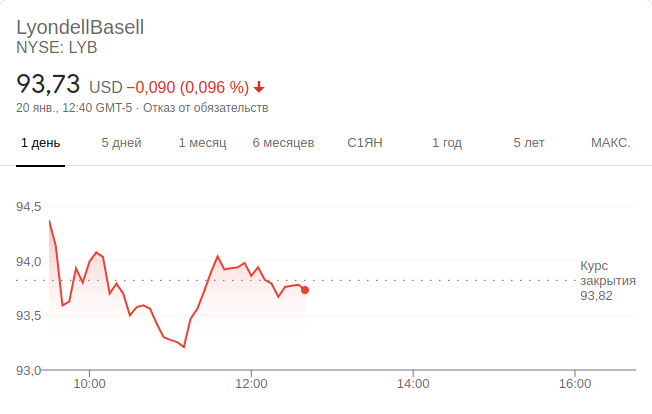 LyondellBasell
NYSE: LYB
93,73 USD −0,090 (0,096 %)
20 янв., 12:40 GMT-5 · Отказ от обязательств
1 день 5 дней 1 месяц 6 месяцев С1ЯН 1 год 5 лет МАКС.
94,5
94,0
Курс
закрытия
93,82
93,5
93,0
10:00 12:00 14:00 16:00